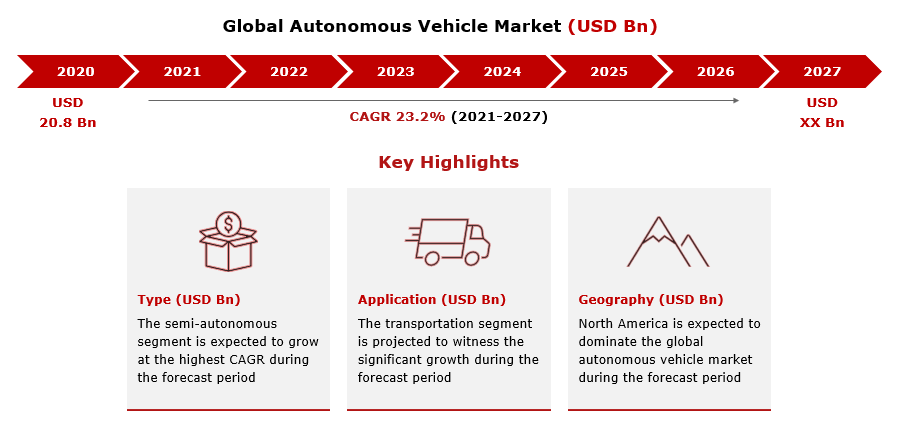 Global Autonomous Vehicle Market (USD Bn)
2020 2021 2022 2023 2024 2025 2026 2027
USD
20.8 Bn
CAGR 23.2% (2021-2027)
USD
XX Bn
Key Highlights
$
Type (USD Bn)
The semi-autonomous
segment is expected to grow
at the highest CAGR during
the forecast period
Application (USD Bn)
The transportation segment
is projected to witness the
significant growth during the
forecast period
Geography (USD Bn)
North America is expected to
dominate the global
autonomous vehicle market
during the forecast period